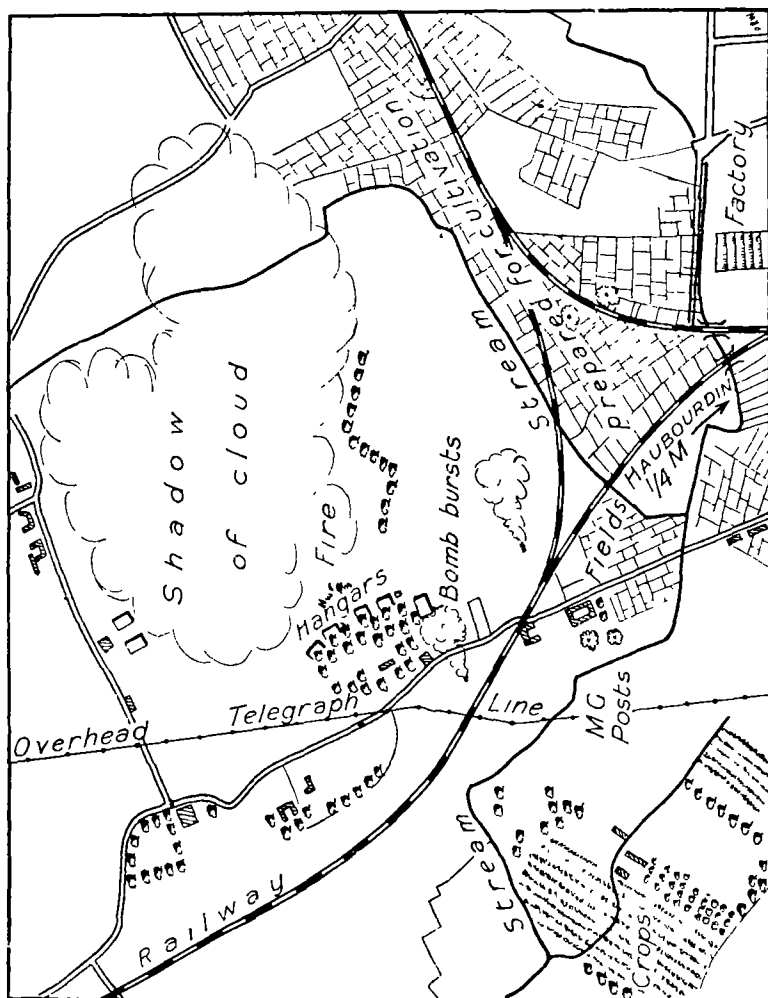 Shadow
of cloud
Fire
Hangars
Bomb bursts
Overhead Telegraph Line
Railway
Stream
Stream
Fields prepared for cultivation
HAUBOURDIN
1/4 M
Factory
MG
Posts
Crops